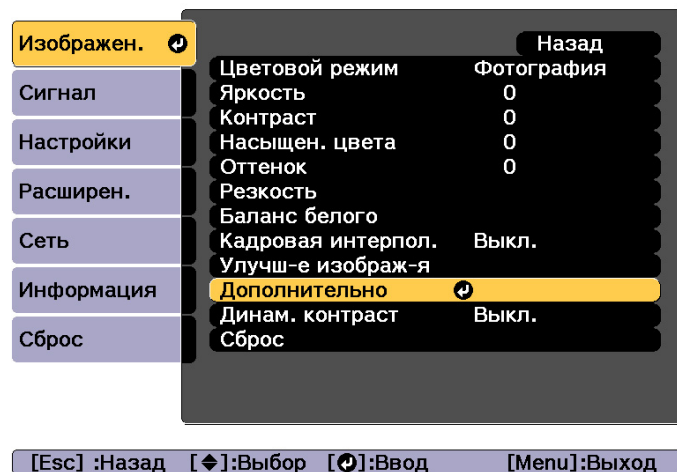 Изображен.
Сигнал
Настройки
Расширен.
Сеть
Информация
Сброс
Назад
Цветовой режим Фотография
Яркость 0
Контраст 0
Насыщен. цвета 0
Оттенок 0
Резкость
Баланс белого
Кадровая интерпол. Выкл.
Улучш-е изображ-я
Дополнительно
Динам. контраст Выкл.
Сброс
[Esc] :Назад [◆]:Выбор [⏎]:Ввод [Menu]:Выход